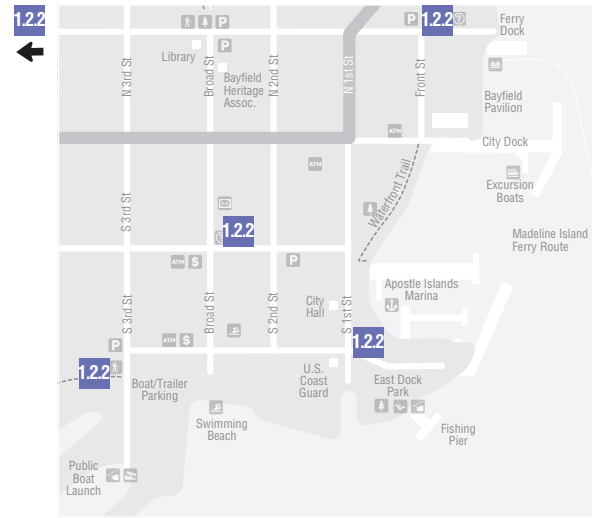 1.2.2
1.2.2
P
P
Ferry
Dock
Library
N 3rd St
Broad St
N 2nd St
N 1st St
Front St
Bayfield
Heritage
Assoc.
Bayfield
Pavilion
ATM
City Dock
ATM
Waterfront Trail
Excursion
Boats
S 3rd St
1.2.2
Madeline Island
Ferry Route
ATM $
P
Apostle Islands
Marina
S 3rd St
Broad St
S 2nd St
City
Hall
S 1st St
ATM $
P
1.2.2
1.2.2
Boat/Trailer
Parking
U.S.
Coast
Guard
East Dock
Park
Swimming
Beach
Fishing
Pier
Public
Boat
Launch